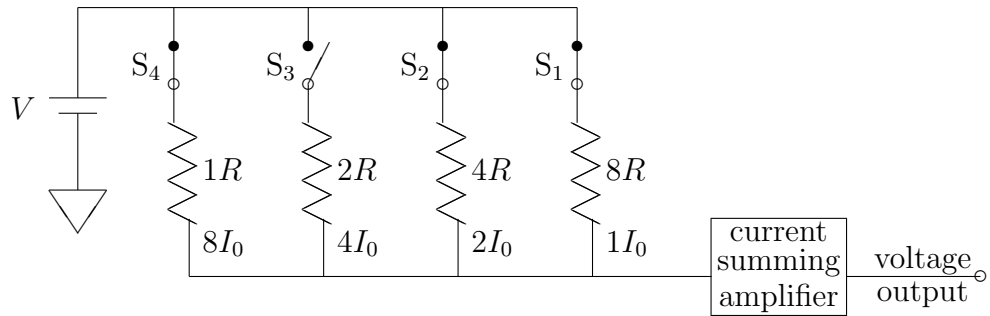 S₄
S₃
S₂
S₁
V
1R
2R
4R
8R
8I₀
4I₀
2I₀
1I₀
current
summing
amplifier
voltage
output